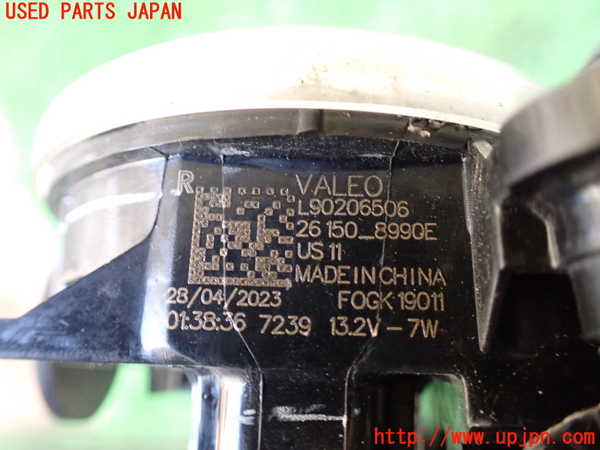 USED PARTS JAPAN
R VALEO
L90206506
26150_8990E
US 11
MADE IN CHINA
28/04/2023 FOGK 19011
01:38:36 7239 13.2V-7W
http://www.upjpn.com/